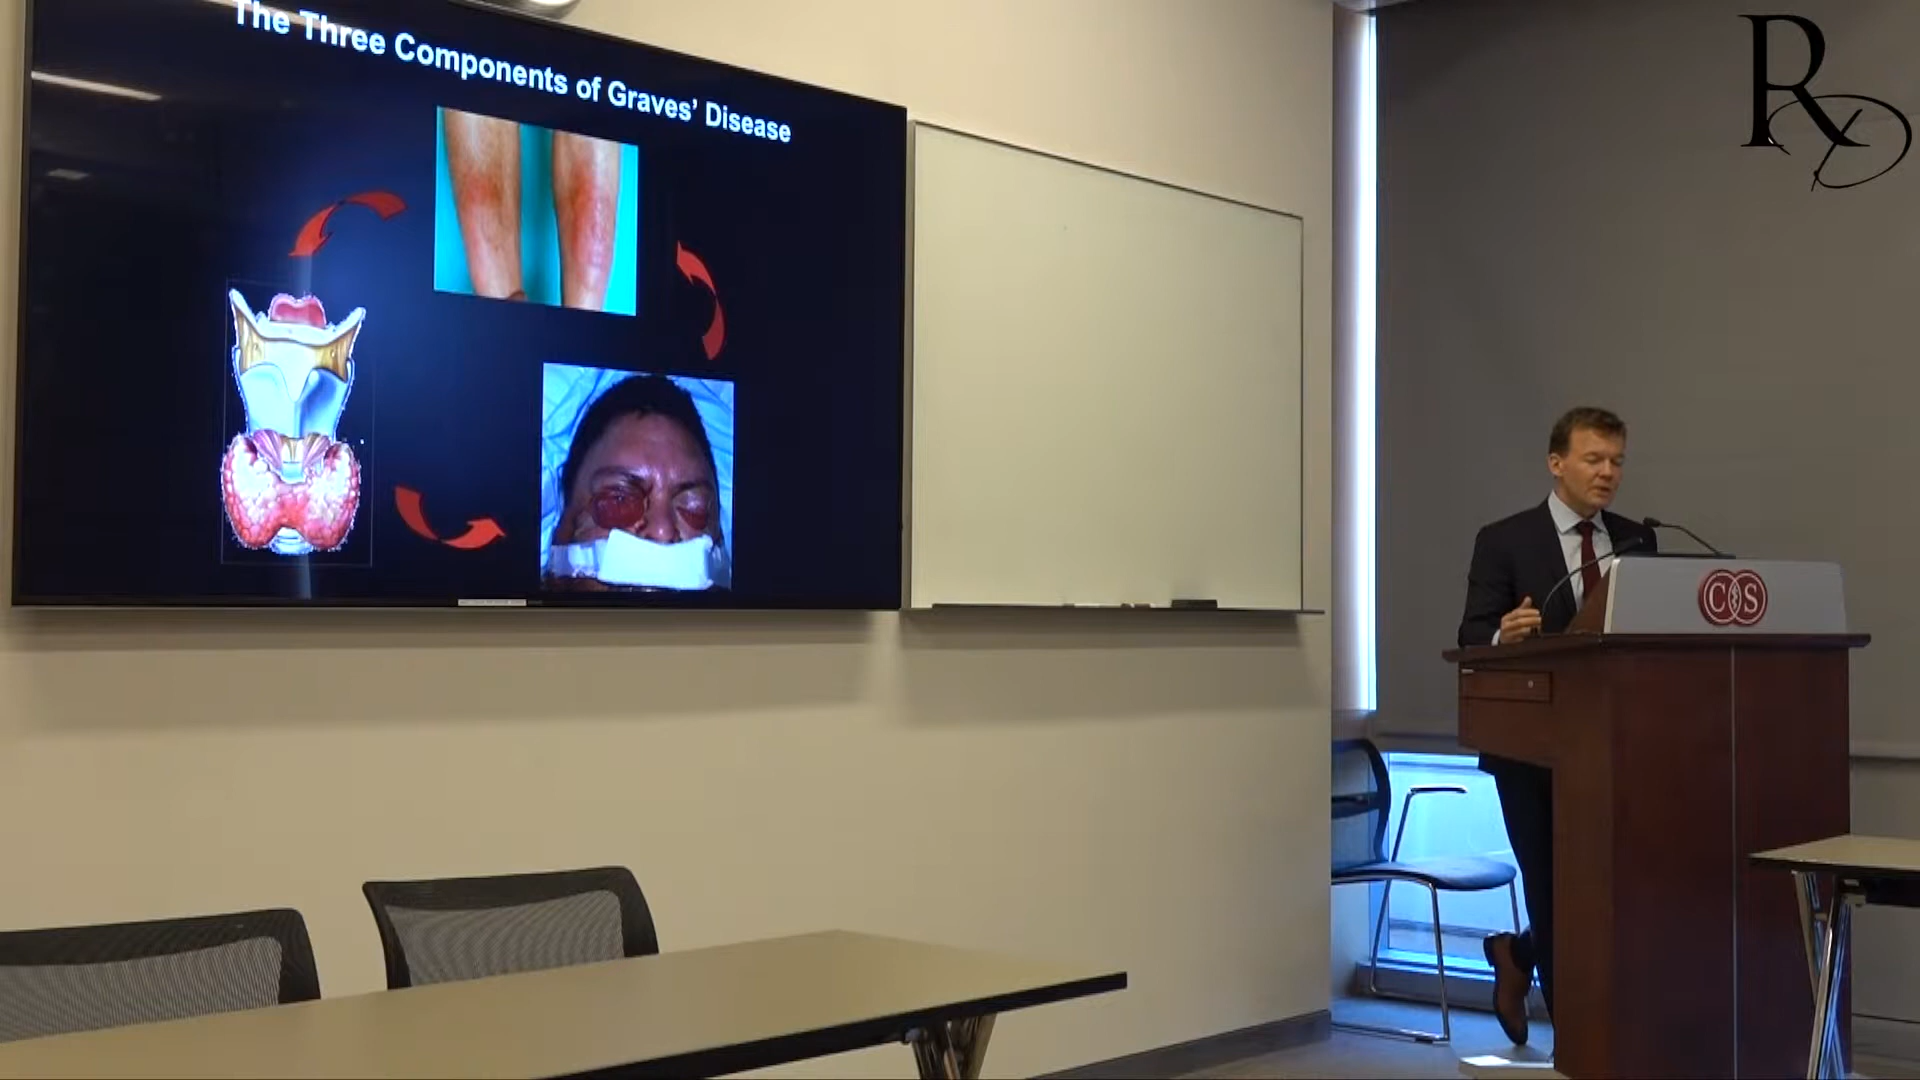 The Three Components of Graves' Disease
R
CS